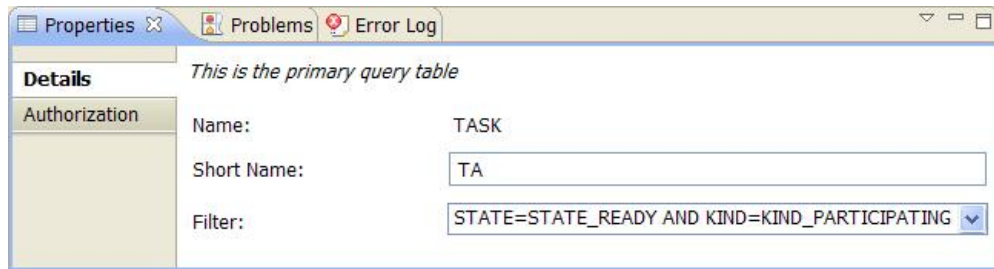 Properties Problems Error Log
Details
This is the primary query table
Authorization
Name: TASK
Short Name: TA
Filter: STATE=STATE_READY AND KIND=KIND_PARTICIPATING